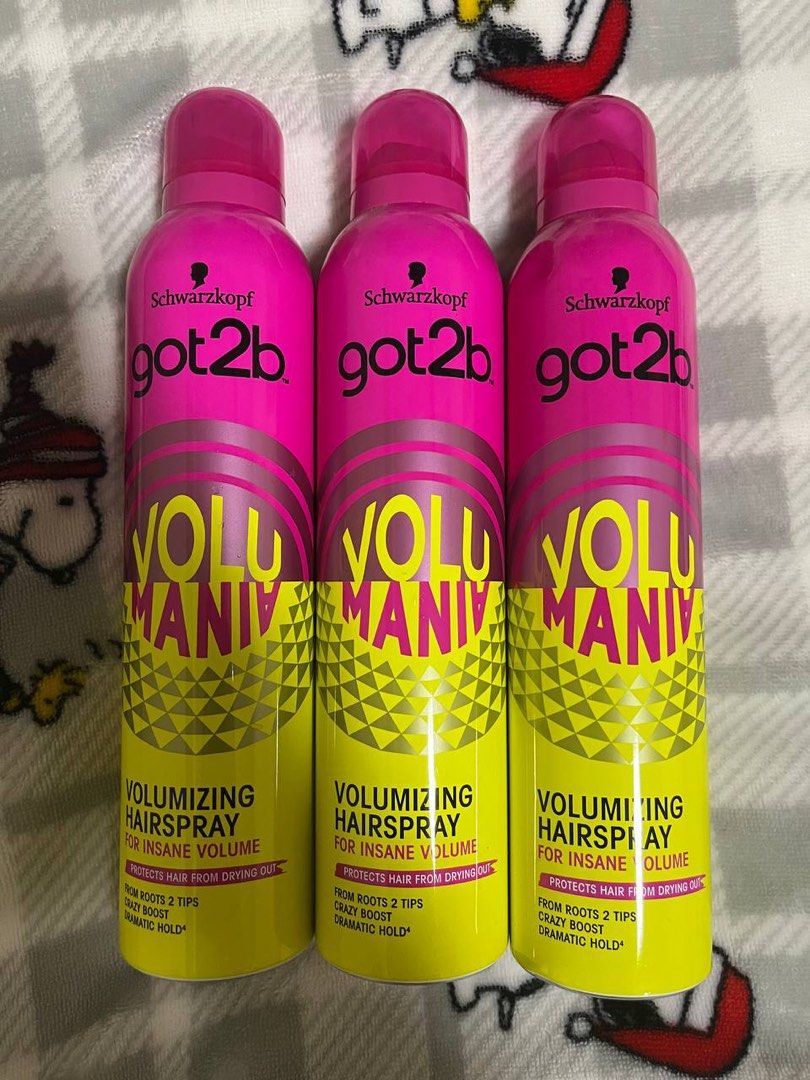 Schwarzkopf
got2b™
VOLU
MANIA
VOLUMIZING
HAIRSPRAY
FOR INSANE VOLUME
PROTECTS HAIR FROM DRYING OUT
FROM ROOTS 2 TIPS
CRAZY BOOST
DRAMATIC HOLD⁴
Schwarzkopf
got2b™
VOLU
MANIA
VOLUMIZING
HAIRSPRAY
FOR INSANE VOLUME
PROTECTS HAIR FROM DRYING OUT
FROM ROOTS 2 TIPS
CRAZY BOOST
DRAMATIC HOLD⁴
Schwarzkopf
got2b™
VOLU
MANIA
VOLUMIZING
HAIRSPRAY
FOR INSANE VOLUME
PROTECTS HAIR FROM DRYING OUT
FROM ROOTS 2 TIPS
CRAZY BOOST
DRAMATIC HOLD⁴